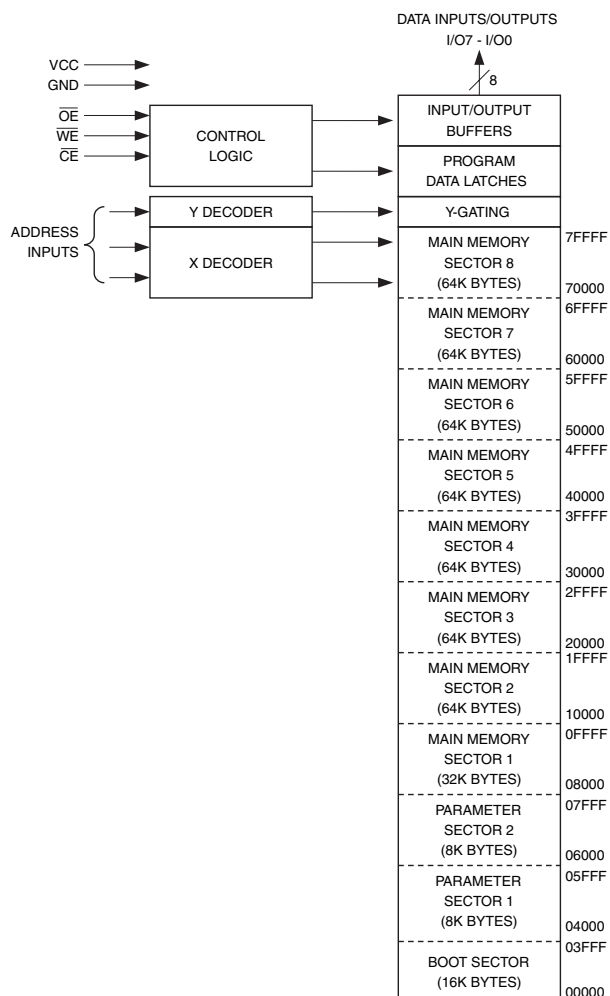 DATA INPUTS/OUTPUTS
I/O7 - I/O0
8
VCC
GND
OE
WE
CE
CONTROL
LOGIC
INPUT/OUTPUT
BUFFERS
PROGRAM
DATA LATCHES
ADDRESS
INPUTS
Y DECODER
Y-GATING
X DECODER
MAIN MEMORY
SECTOR 8
(64K BYTES)
7FFFF
70000
MAIN MEMORY
SECTOR 7
(64K BYTES)
6FFFF
60000
MAIN MEMORY
SECTOR 6
(64K BYTES)
5FFFF
50000
MAIN MEMORY
SECTOR 5
(64K BYTES)
4FFFF
40000
MAIN MEMORY
SECTOR 4
(64K BYTES)
3FFFF
30000
MAIN MEMORY
SECTOR 3
(64K BYTES)
2FFFF
20000
MAIN MEMORY
SECTOR 2
(64K BYTES)
1FFFF
10000
MAIN MEMORY
SECTOR 1
(32K BYTES)
0FFFF
08000
PARAMETER
SECTOR 2
(8K BYTES)
07FFF
06000
PARAMETER
SECTOR 1
(8K BYTES)
05FFF
04000
BOOT SECTOR
(16K BYTES)
03FFF
00000